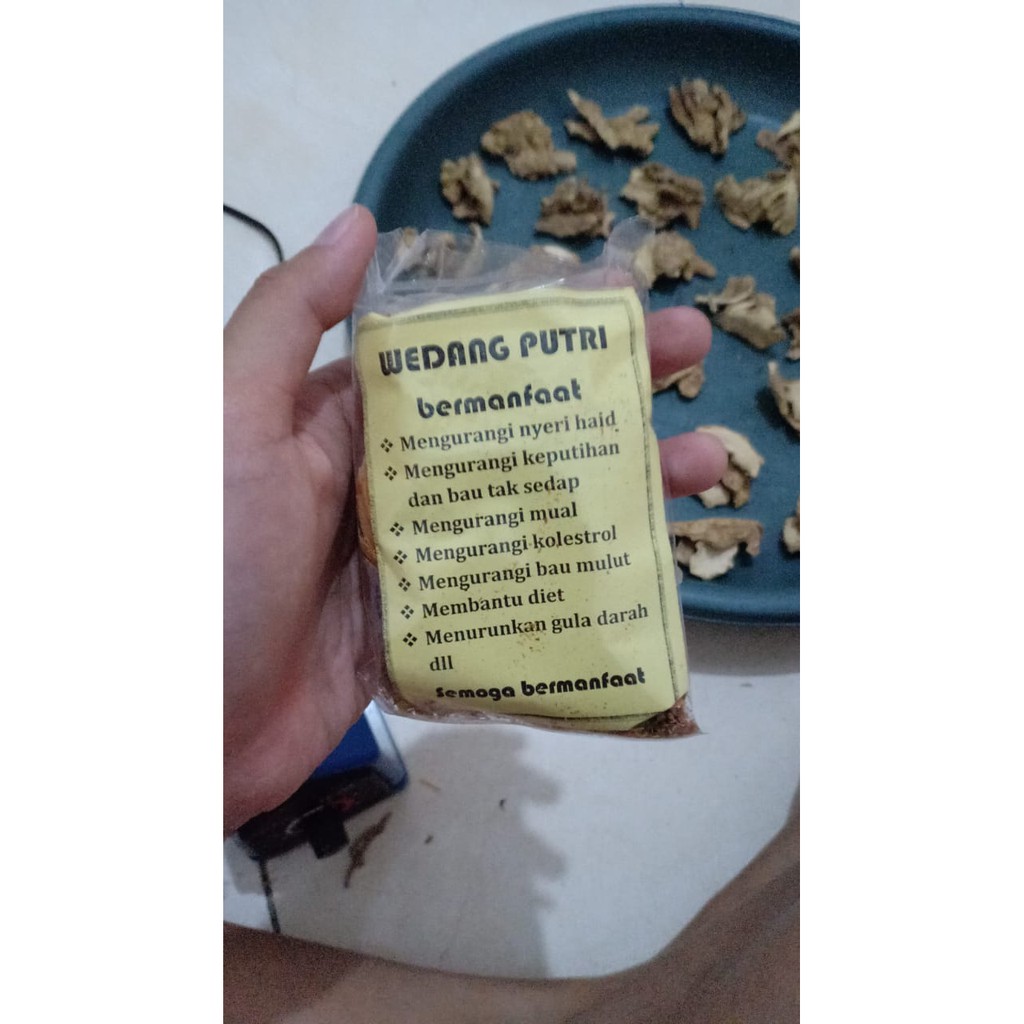 WEDANG PUTRI
bermanfaat
❖ Mengurangi nyeri haid
❖ Mengurangi keputihan
dan bau tak sedap
❖ Mengurangi mual
❖ Mengurangi kolestrol
❖ Mengurangi bau mulut
❖ Membantu diet
❖ Menurunkan gula darah
dll
Semoga bermanfaat